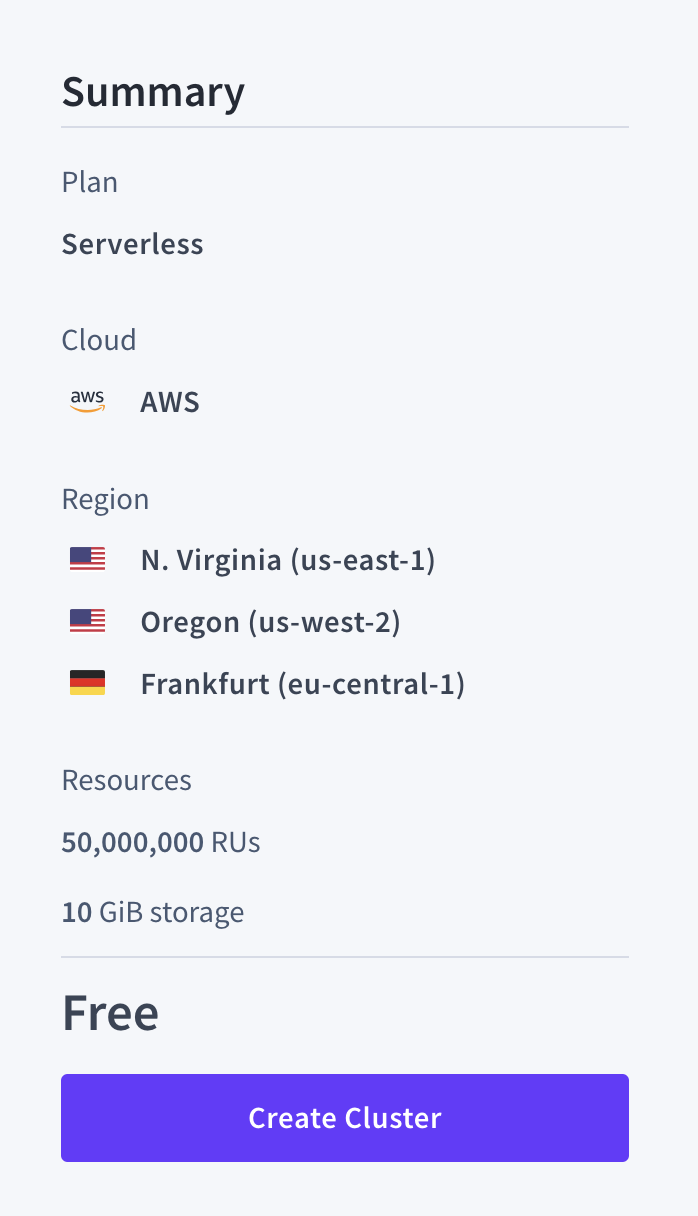 Summary
Plan
Serverless
Cloud
aws AWS
Region
N. Virginia (us-east-1)
Oregon (us-west-2)
Frankfurt (eu-central-1)
Resources
50,000,000 RUs
10 GiB storage
Free
Create Cluster